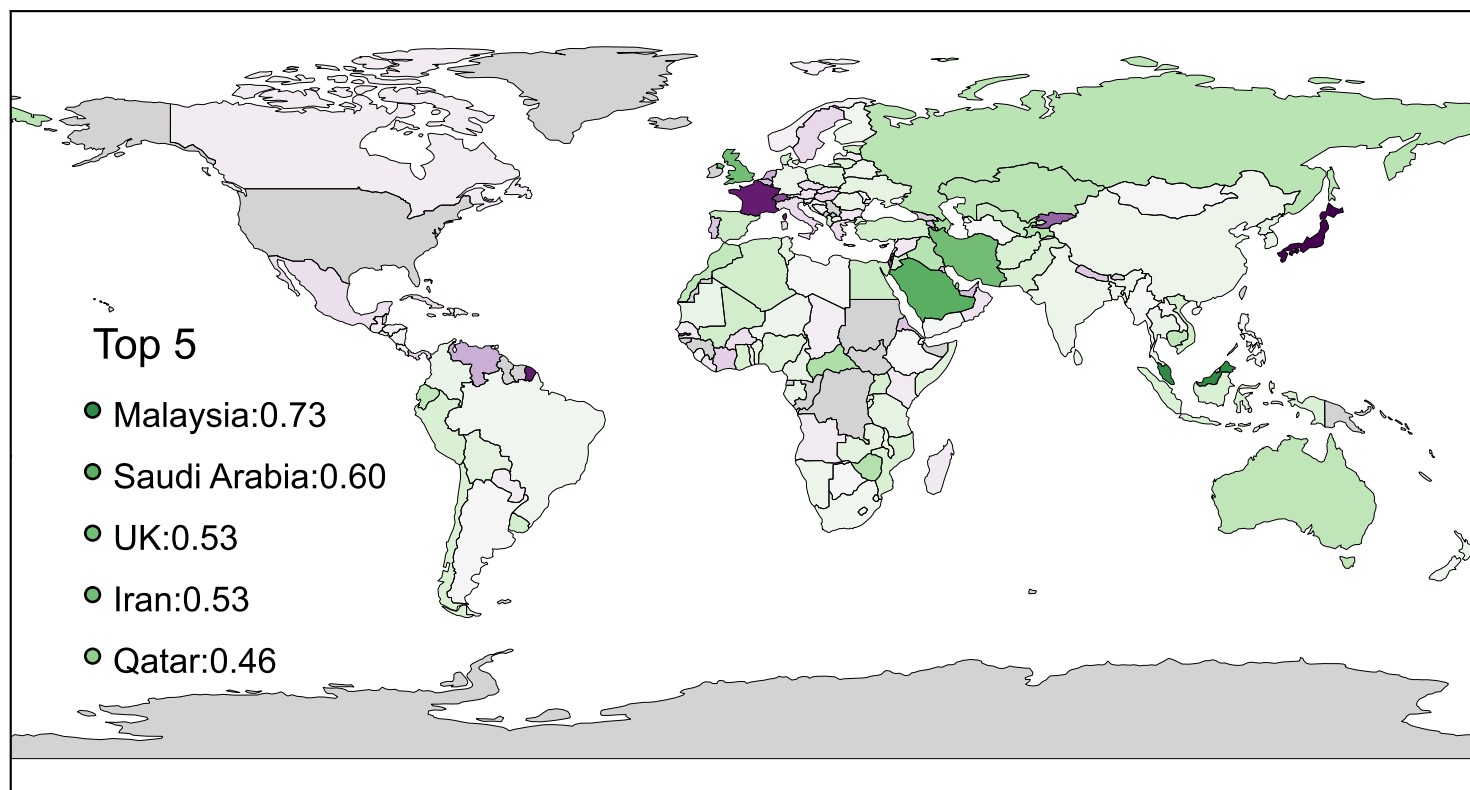 Top 5
Malaysia:0.73
Saudi Arabia:0.60
UK:0.53
Iran:0.53
Qatar:0.46